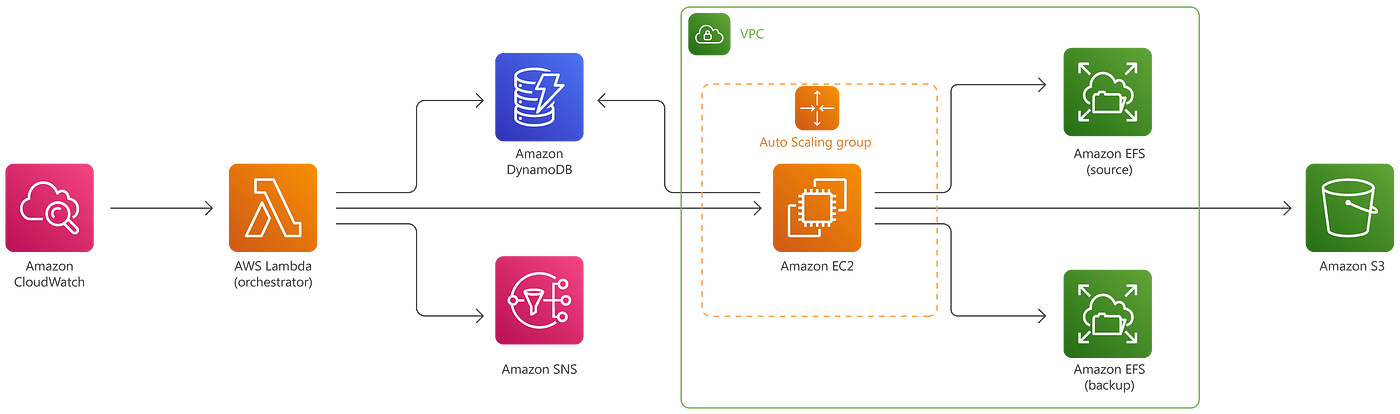 VPC
Auto Scaling group
Amazon
CloudWatch
AWS Lambda
(orchestrator)
Amazon
DynamoDB
Amazon SNS
Amazon EC2
Amazon EFS
(source)
Amazon EFS
(backup)
Amazon S3